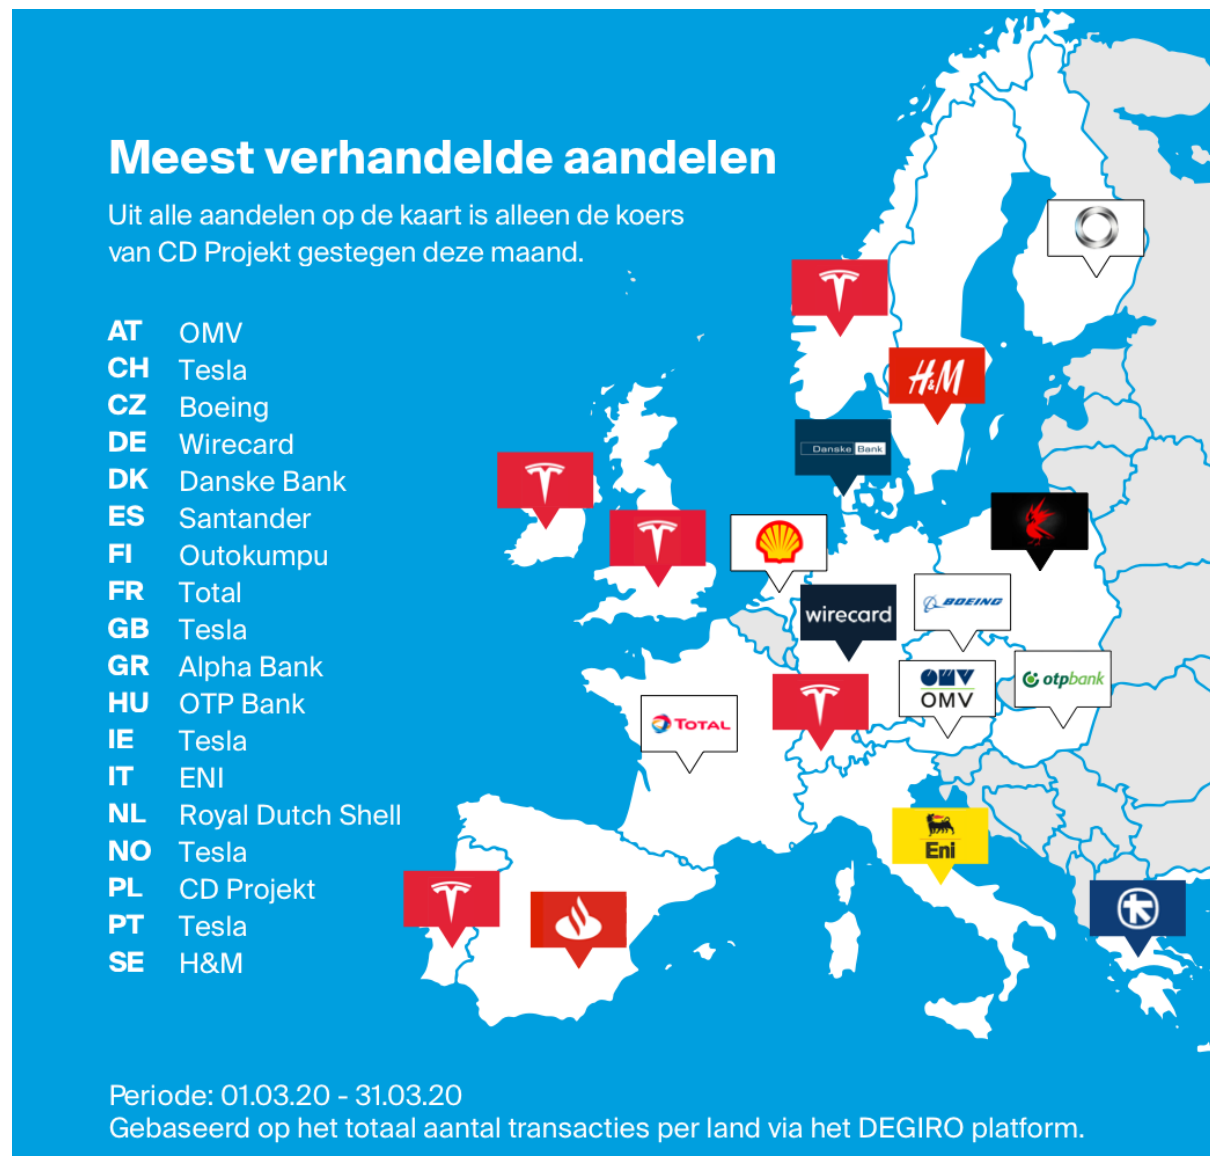 Meest verhandelde aandelen
Uit alle aandelen op de kaart is alleen de koers
van CD Projekt gestegen deze maand.
AT OMV
CH Tesla
CZ Boeing
DE Wirecard
DK Danske Bank
ES Santander
FI Outokumpu
FR Total
GB Tesla
GR Alpha Bank
HU OTP Bank
IE Tesla
IT ENI
NL Royal Dutch Shell
NO Tesla
PL CD Projekt
PT Tesla
SE H&M
H&M
Danske Bank
wirecard
BOEING
OMV
OMV
otpbank
TOTAL
Eni
Periode: 01.03.20 - 31.03.20
Gebaseerd op het totaal aantal transacties per land via het DEGIRO platform.